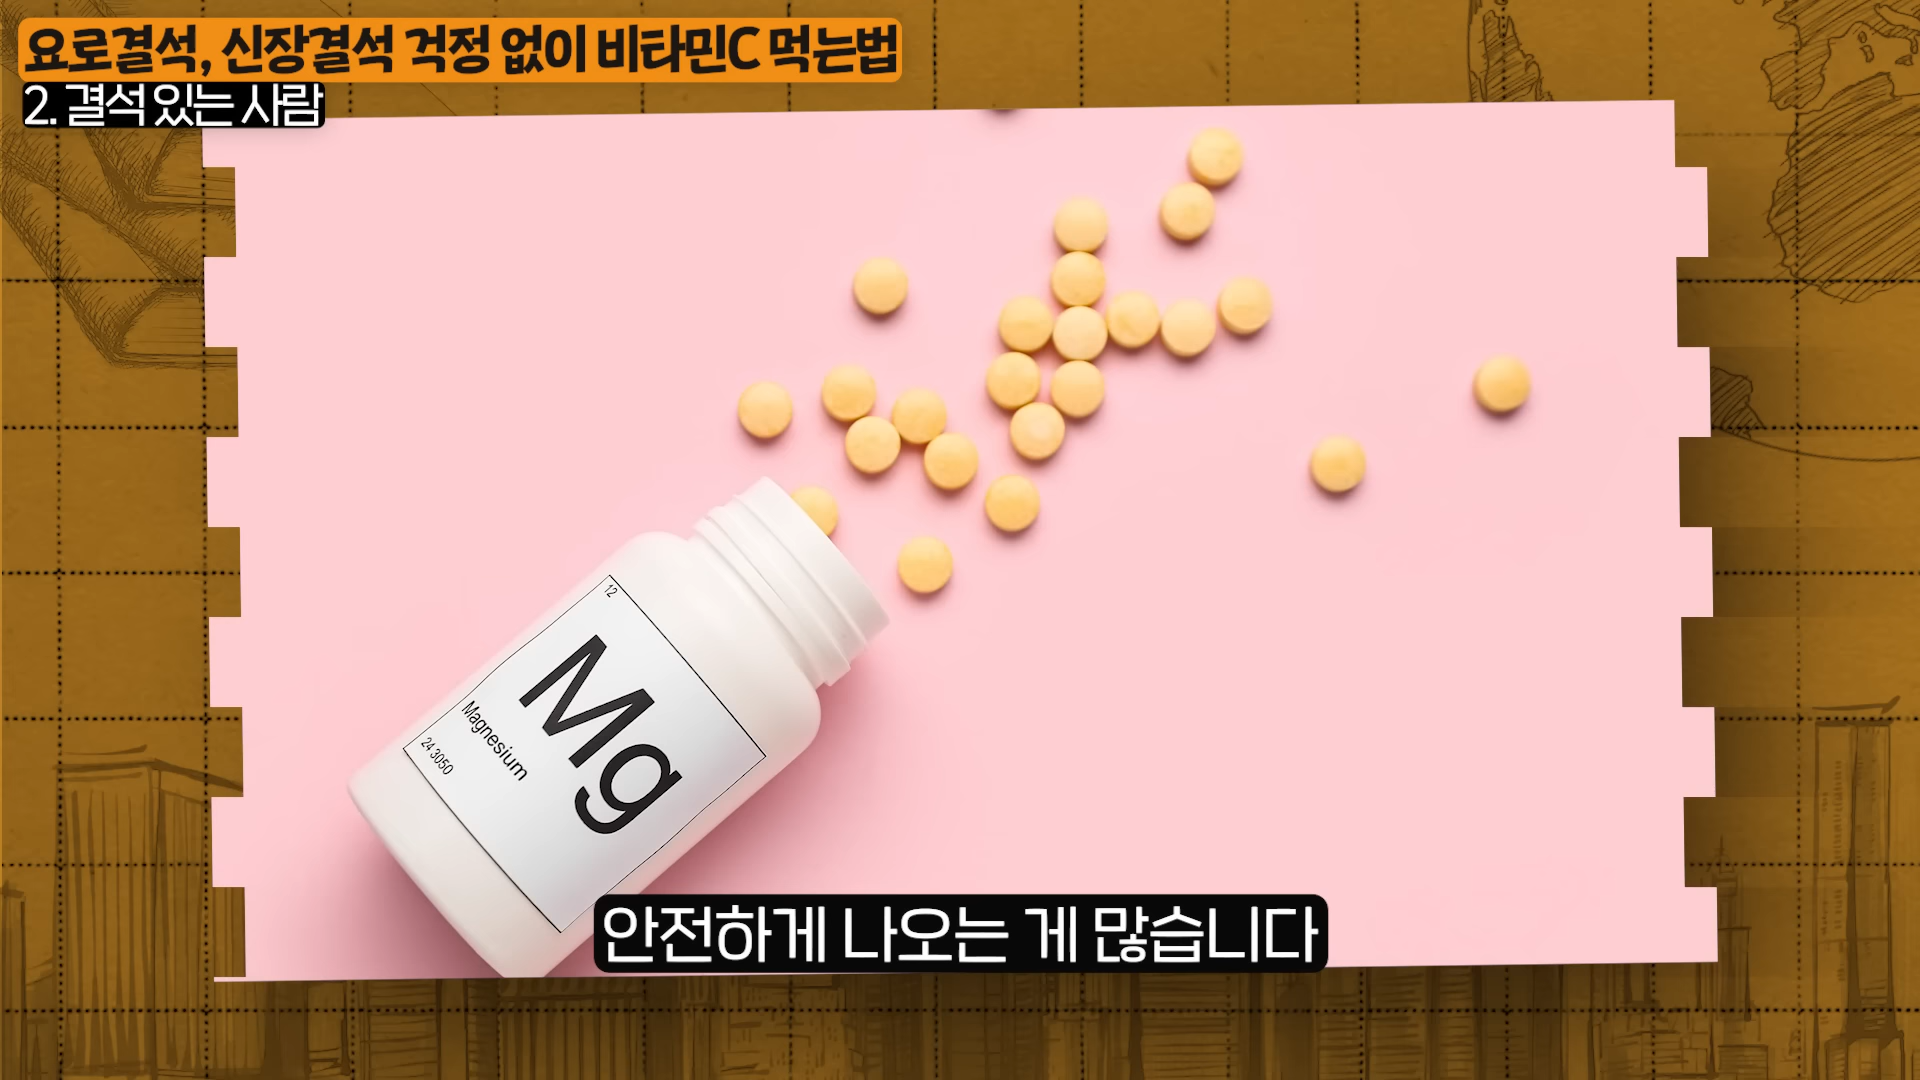 요로결석, 신장결석 걱정 없이 비타민C 먹는법
2. 결석 있는 사람
12
Mg
Magnesium
24.3050
안전하게 나오는 게 많습니다